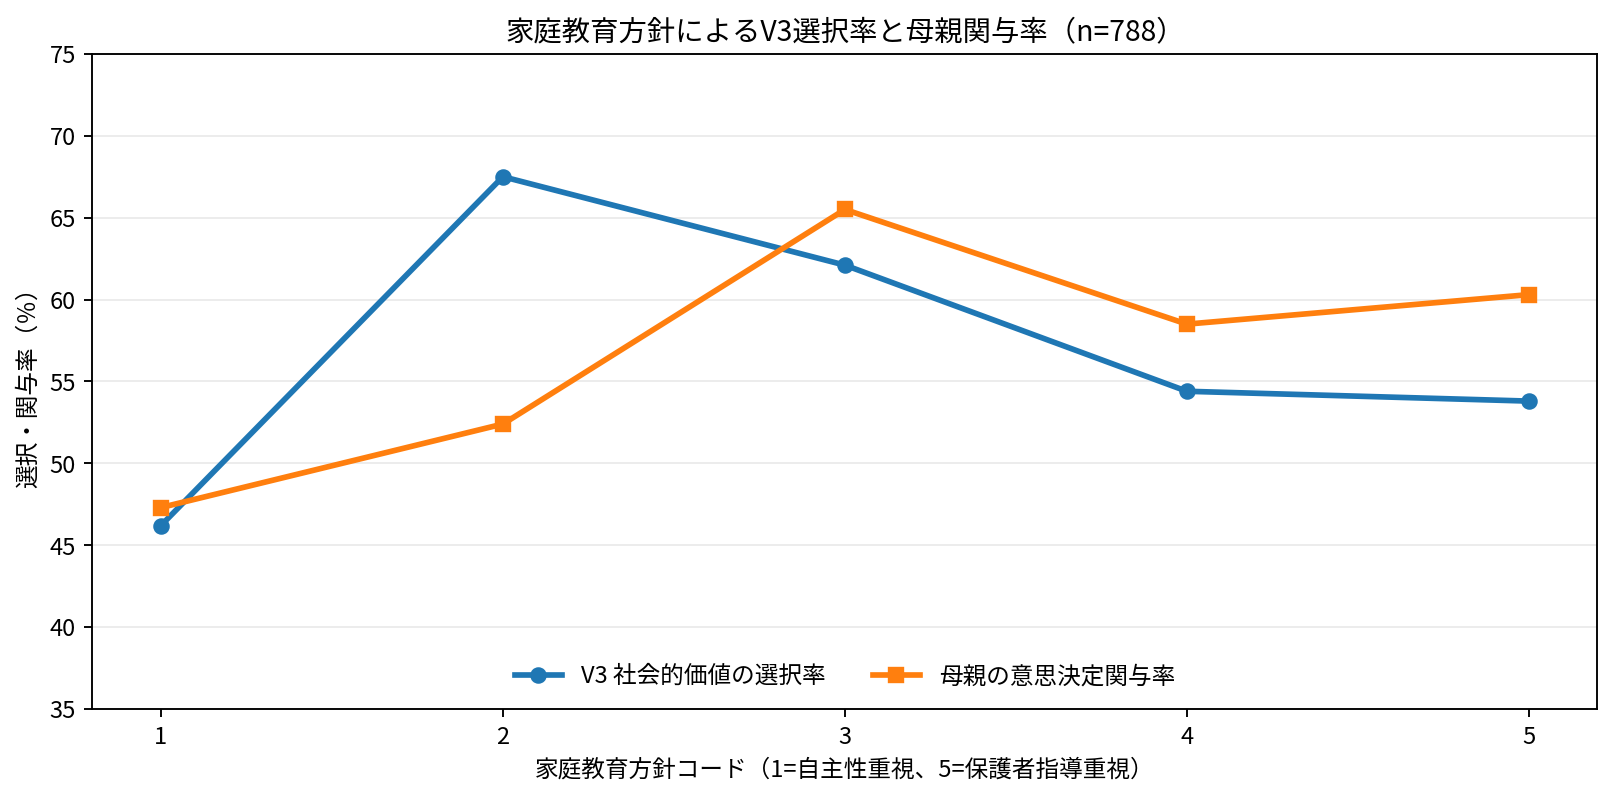 家庭教育方針によるV3選択率と母親関与率（n=788）
選択・関与率（%）
75
70
65
60
55
50
45
40
35
V3 社会的価値の選択率
母親の意思決定関与率
1 2 3 4 5
家庭教育方針コード（1=自主性重視、5=保護者指導重視）